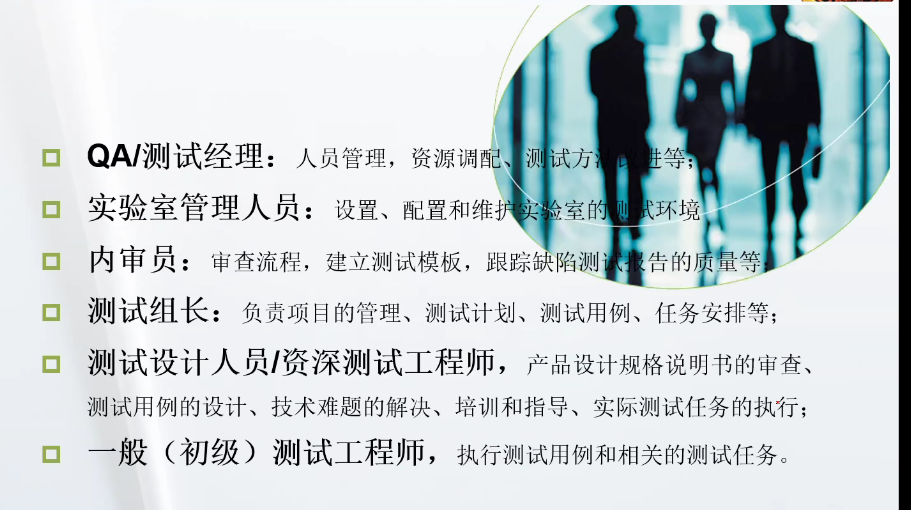 QA/测试经理：人员管理，资源调配、测试方法改进等；
实验室管理人员：设置、配置和维护实验室的测试环境
内审员：审查流程，建立测试模板，跟踪缺陷测试报告的质量等；
测试组长：负责项目的管理、测试计划、测试用例、任务安排等；
测试设计人员/资深测试工程师，产品设计规格说明书的审查、
测试用例的设计、技术难题的解决、培训和指导、实际测试任务的执行；
一般（初级）测试工程师，执行测试用例和相关的测试任务。